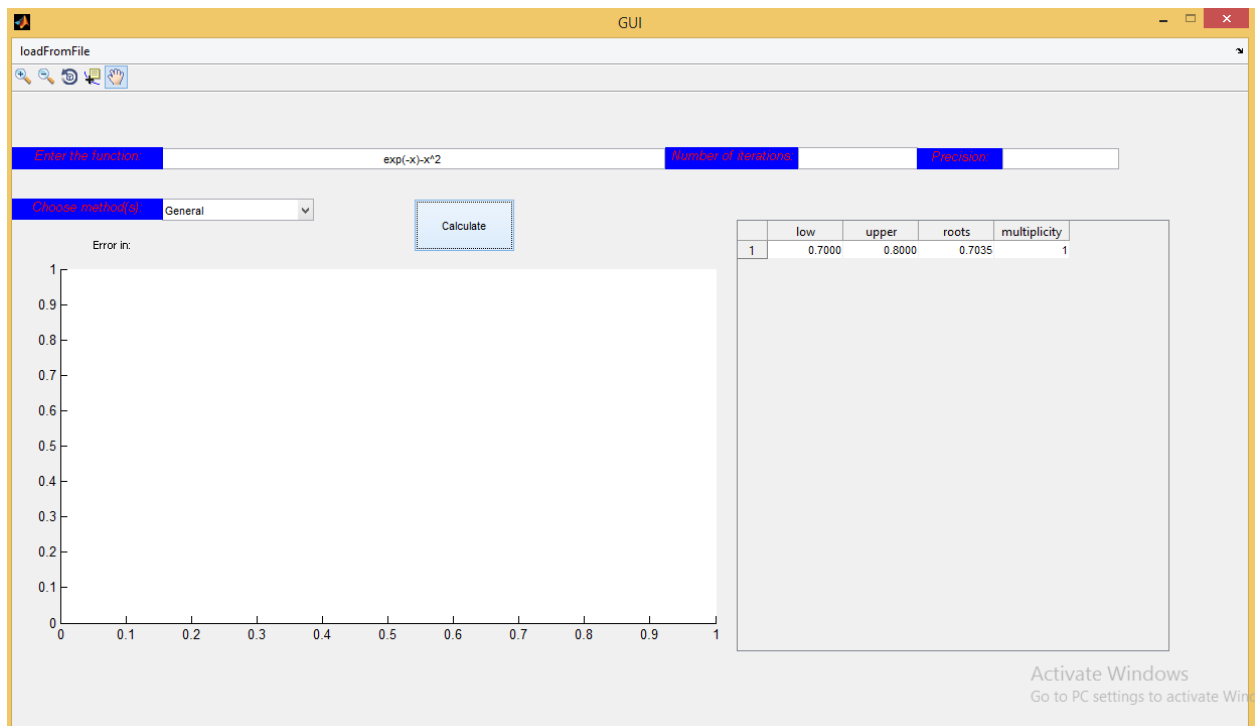 GUI
loadFromFile
Enter the function: exp(-x)-x^2 Number of iterations: Precision:
Choose method(s): General Calculate
Error in:
low upper roots multiplicity
1 0.7000 0.8000 0.7035 1
1
0.9
0.8
0.7
0.6
0.5
0.4
0.3
0.2
0.1
0
0 0.1 0.2 0.3 0.4 0.5 0.6 0.7 0.8 0.9 1
Activate Windows
Go to PC settings to activate Wind